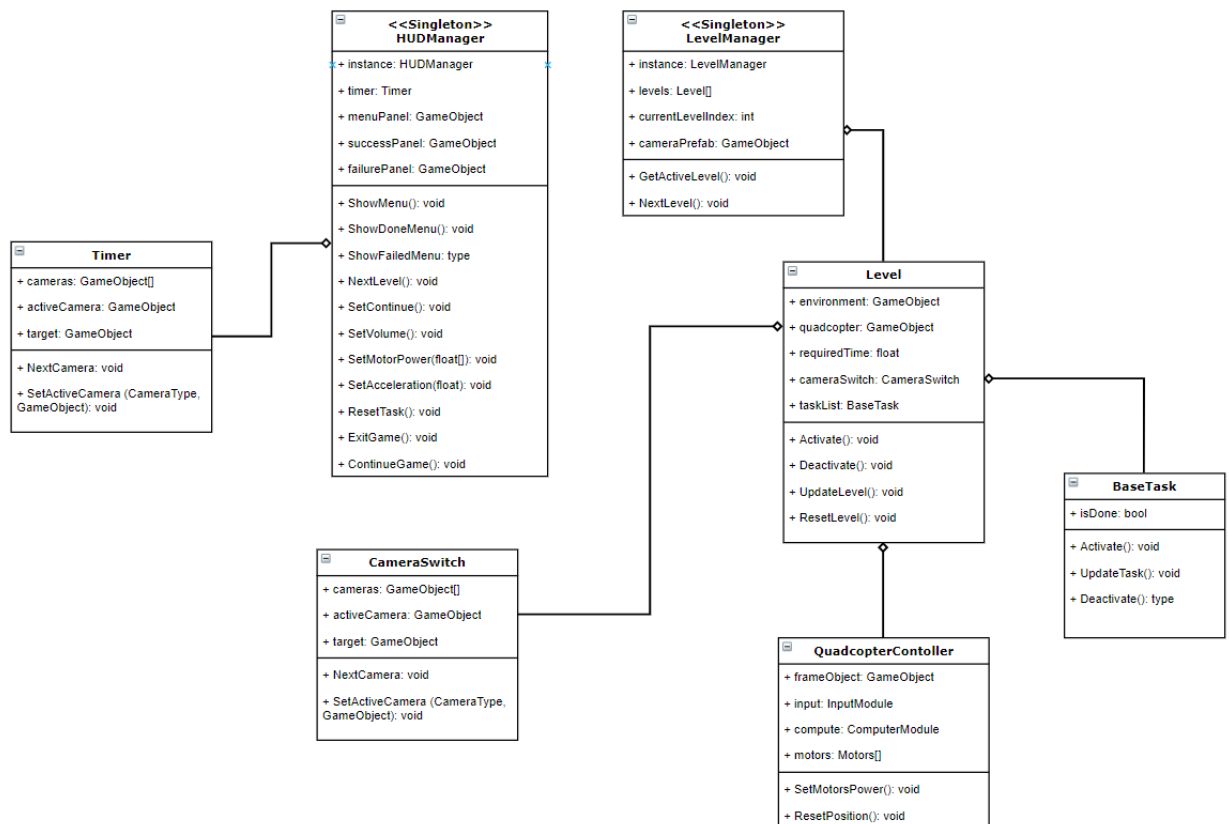 <<Singleton>>
HUDManager
+ instance: HUDManager
+ timer: Timer
+ menuPanel: GameObject
+ successPanel: GameObject
+ failurePanel: GameObject
+ ShowMenu(): void
+ ShowDoneMenu(): void
+ ShowFailedMenu: type
+ NextLevel(): void
+ SetContinue(): void
+ SetVolume(): void
+ SetMotorPower(float[]): void
+ SetAcceleration(float): void
+ ResetTask(): void
+ ExitGame(): void
+ ContinueGame(): void
<<Singleton>>
LevelManager
+ instance: LevelManager
+ levels: Level[]
+ currentLevelIndex: int
+ cameraPrefab: GameObject
+ GetActiveLevel(): void
+ NextLevel(): void
Timer
+ cameras: GameObject[]
+ activeCamera: GameObject
+ target: GameObject
+ NextCamera: void
+ SetActiveCamera (CameraType,
GameObject): void
Level
+ environment: GameObject
+ quadcopter: GameObject
+ requiredTime: float
+ cameraSwitch: CameraSwitch
+ taskList: BaseTask
+ Activate(): void
+ Deactivate(): void
+ UpdateLevel(): void
+ ResetLevel(): void
BaseTask
+ isDone: bool
+ Activate(): void
+ UpdateTask(): void
+ Deactivate(): type
CameraSwitch
+ cameras: GameObject[]
+ activeCamera: GameObject
+ target: GameObject
+ NextCamera: void
+ SetActiveCamera (CameraType,
GameObject): void
QuadcopterContoller
+ frameObject: GameObject
+ input: InputModule
+ compute: ComputerModule
+ motors: Motors[]
+ SetMotorsPower(): void
+ ResetPosition(): void